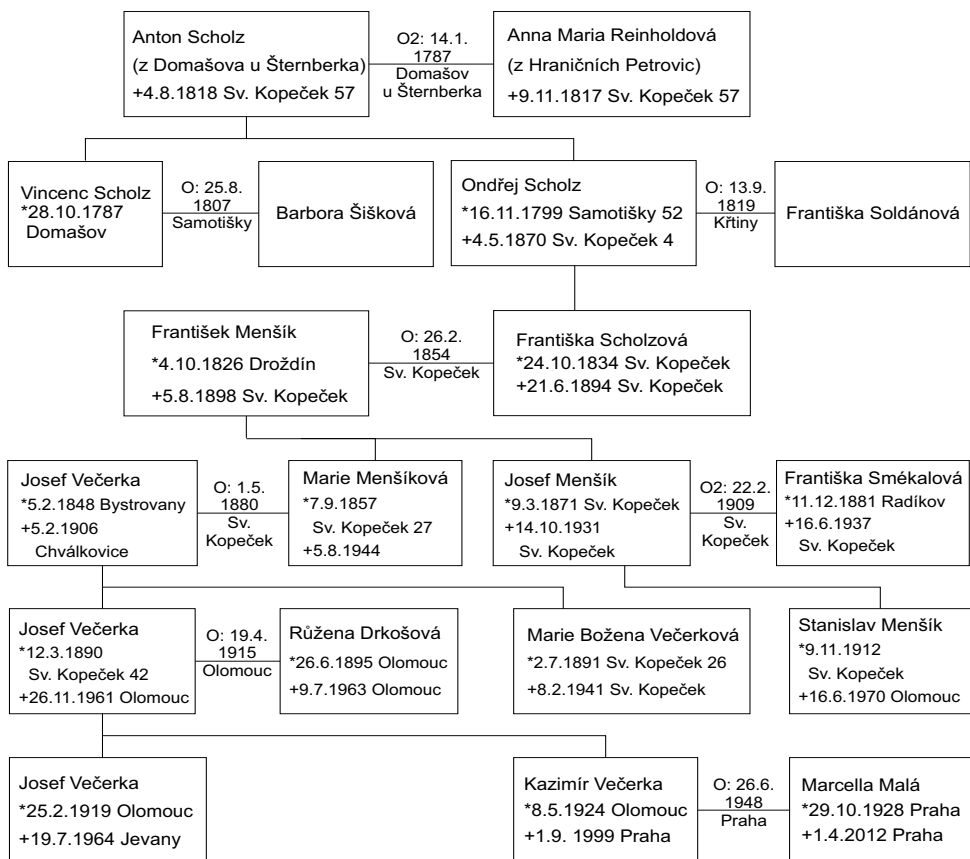 Anton Scholz
(z Domašova u Šternberka)
+4.8.1818 Sv. Kopeček 57
O2: 14.1.
1787
Domašov
u Šternberka
Anna Maria Reinholdová
(z Hraničních Petrovic)
+9.11.1817 Sv. Kopeček 57
Vincenc Scholz
*28.10.1787
Domašov
O: 25.8.
1807
Samotišky
Barbora Šišková
Ondřej Scholz
*16.11.1799 Samotišky 52
+4.5.1870 Sv. Kopeček 4
O: 13.9.
1819
Křtiny
Františka Soldánová
František Menšík
*4.10.1826 Droždín
+5.8.1898 Sv. Kopeček
O: 26.2.
1854
Sv. Kopeček
Františka Scholzová
*24.10.1834 Sv. Kopeček
+21.6.1894 Sv. Kopeček
Josef Večerka
*5.2.1848 Bystrovany
+5.2.1906
Chválkovice
O: 1.5.
1880
Sv.
Kopeček
Marie Menšíková
*7.9.1857
Sv. Kopeček 27
+5.8.1944
Josef Menšík
*9.3.1871 Sv. Kopeček
+14.10.1931
Sv. Kopeček
O2: 22.2.
1909
Sv.
Kopeček
Františka Smékalová
*11.12.1881 Radíkov
+16.6.1937
Sv. Kopeček
Josef Večerka
*12.3.1890
Sv. Kopeček 42
+26.11.1961 Olomouc
O: 19.4.
1915
Olomouc
Růžena Drkošová
*26.6.1895 Olomouc
+9.7.1963 Olomouc
Marie Božena Večerková
*2.7.1891 Sv. Kopeček 26
+8.2.1941 Sv. Kopeček
Stanislav Menšík
*9.11.1912
Sv. Kopeček
+16.6.1970 Olomouc
Josef Večerka
*25.2.1919 Olomouc
+19.7.1964 Jevany
Kazimír Večerka
*8.5.1924 Olomouc
+1.9. 1999 Praha
O: 26.6.
1948
Praha
Marcella Malá
*29.10.1928 Praha
+1.4.2012 Praha